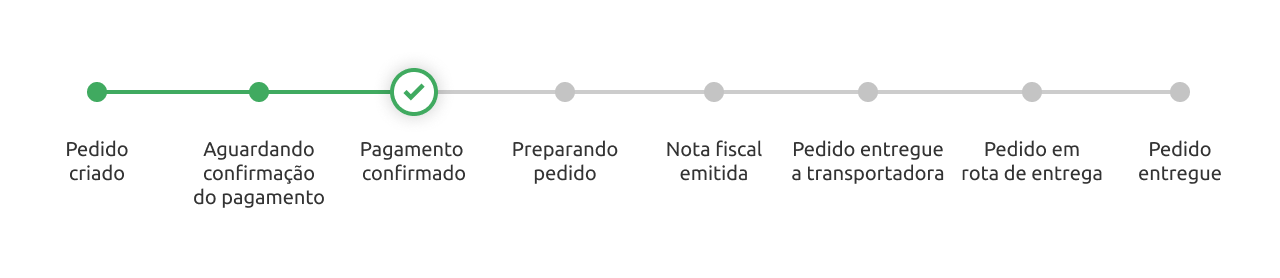 Pedido
criado
Aguardando
confirmação
do pagamento
Pagamento
confirmado
Preparando
pedido
Nota fiscal
emitida
Pedido entregue
a transportadora
Pedido em
rota de entrega
Pedido
entregue